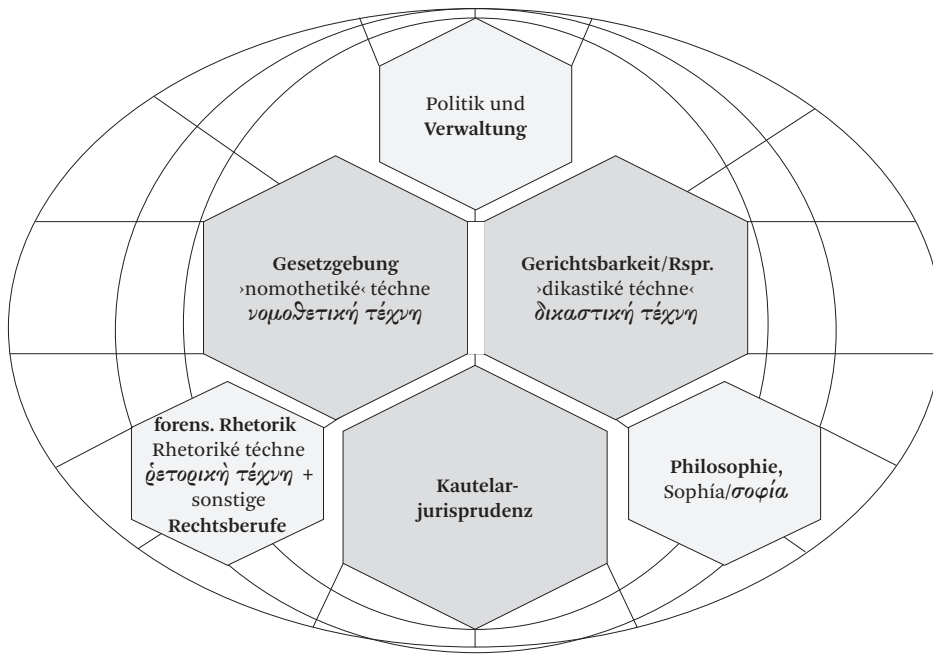 Politik und
Verwaltung
Gesetzgebung
›nomothetiké‹ téchne
νομοϑετική τέχνη
Gerichtsbarkeit/Rspr.
›dikastiké téchne‹
δικαστική τέχνη
forens. Rhetorik
Rhetoriké téchne
ῥετορικὴ τέχνη +
sonstige
Rechtsberufe
Kautelar-
jurisprudenz
Philosophie,
Sophía/σοφία